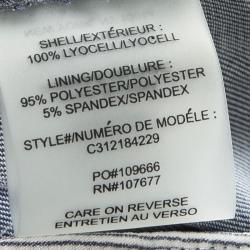 SHELL/EXTÉRIEUR :
100% LYOCELL/LYOCELL
LINING/DOUBLURE :
95% POLYESTER/POLYESTER
5% SPANDEX/SPANDEX
STYLE#/NUMÉRO DE MODÈLE :
C312184229
PO#109666
RN#107677
CARE ON REVERSE
ENTRETIEN AU VERSO